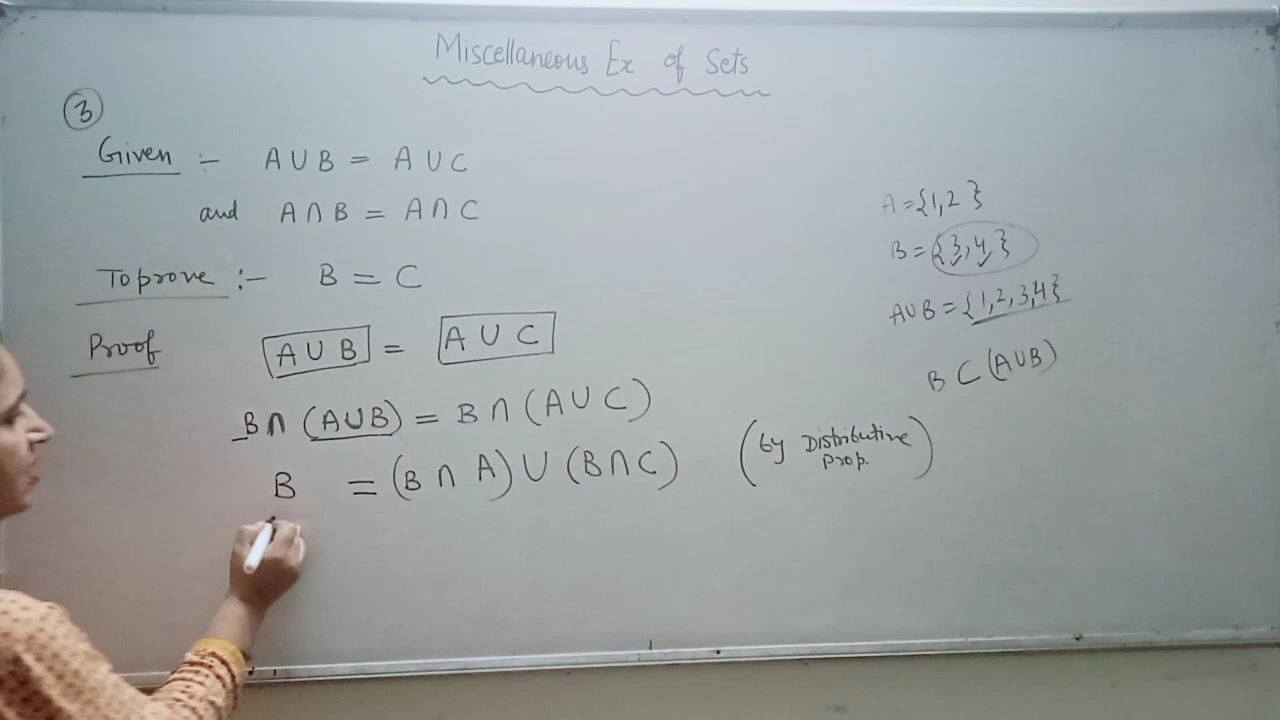 Miscellaneous Ex. of Sets
3
Given :- A ∪ B = A ∪ C
and A ∩ B = A ∩ C
To prove :- B = C
Proof A ∪ B = A ∪ C
B ∩ (A ∪ B) = B ∩ (A ∪ C)
B = (B ∩ A) ∪ (B ∩ C) (by Distributive
Prop.)
A = {1, 2}
B = {3, 4}
A ∪ B = {1, 2, 3, 4}
B ⊂ (A ∪ B)